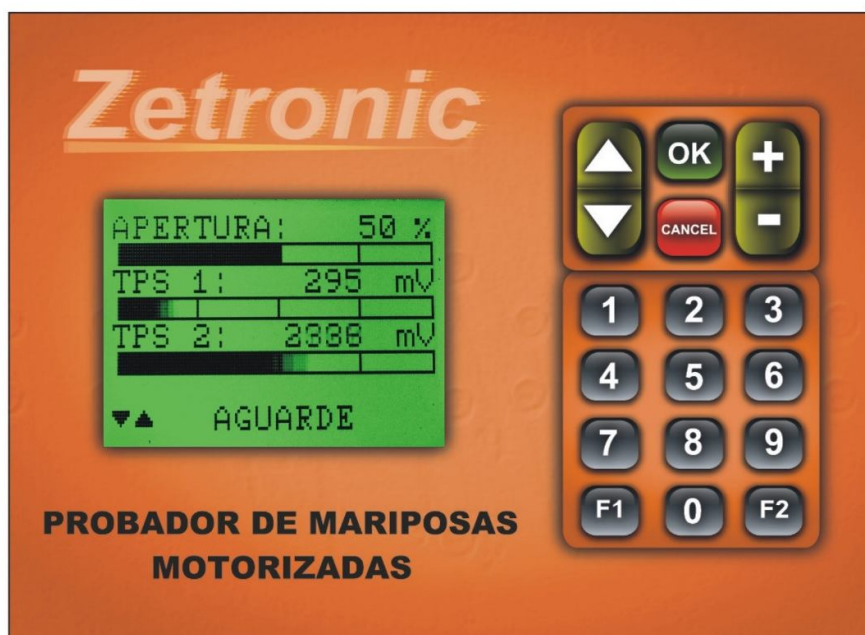 Zetronic
APERTURA: 50 %
TPS 1: 295 mV
TPS 2: 2338 mV
▼▲ AGUARDE
PROBADOR DE MARIPOSAS
MOTORIZADAS
OK
+
CANCEL
-
1 2 3
4 5 6
7 8 9
F1 0 F2